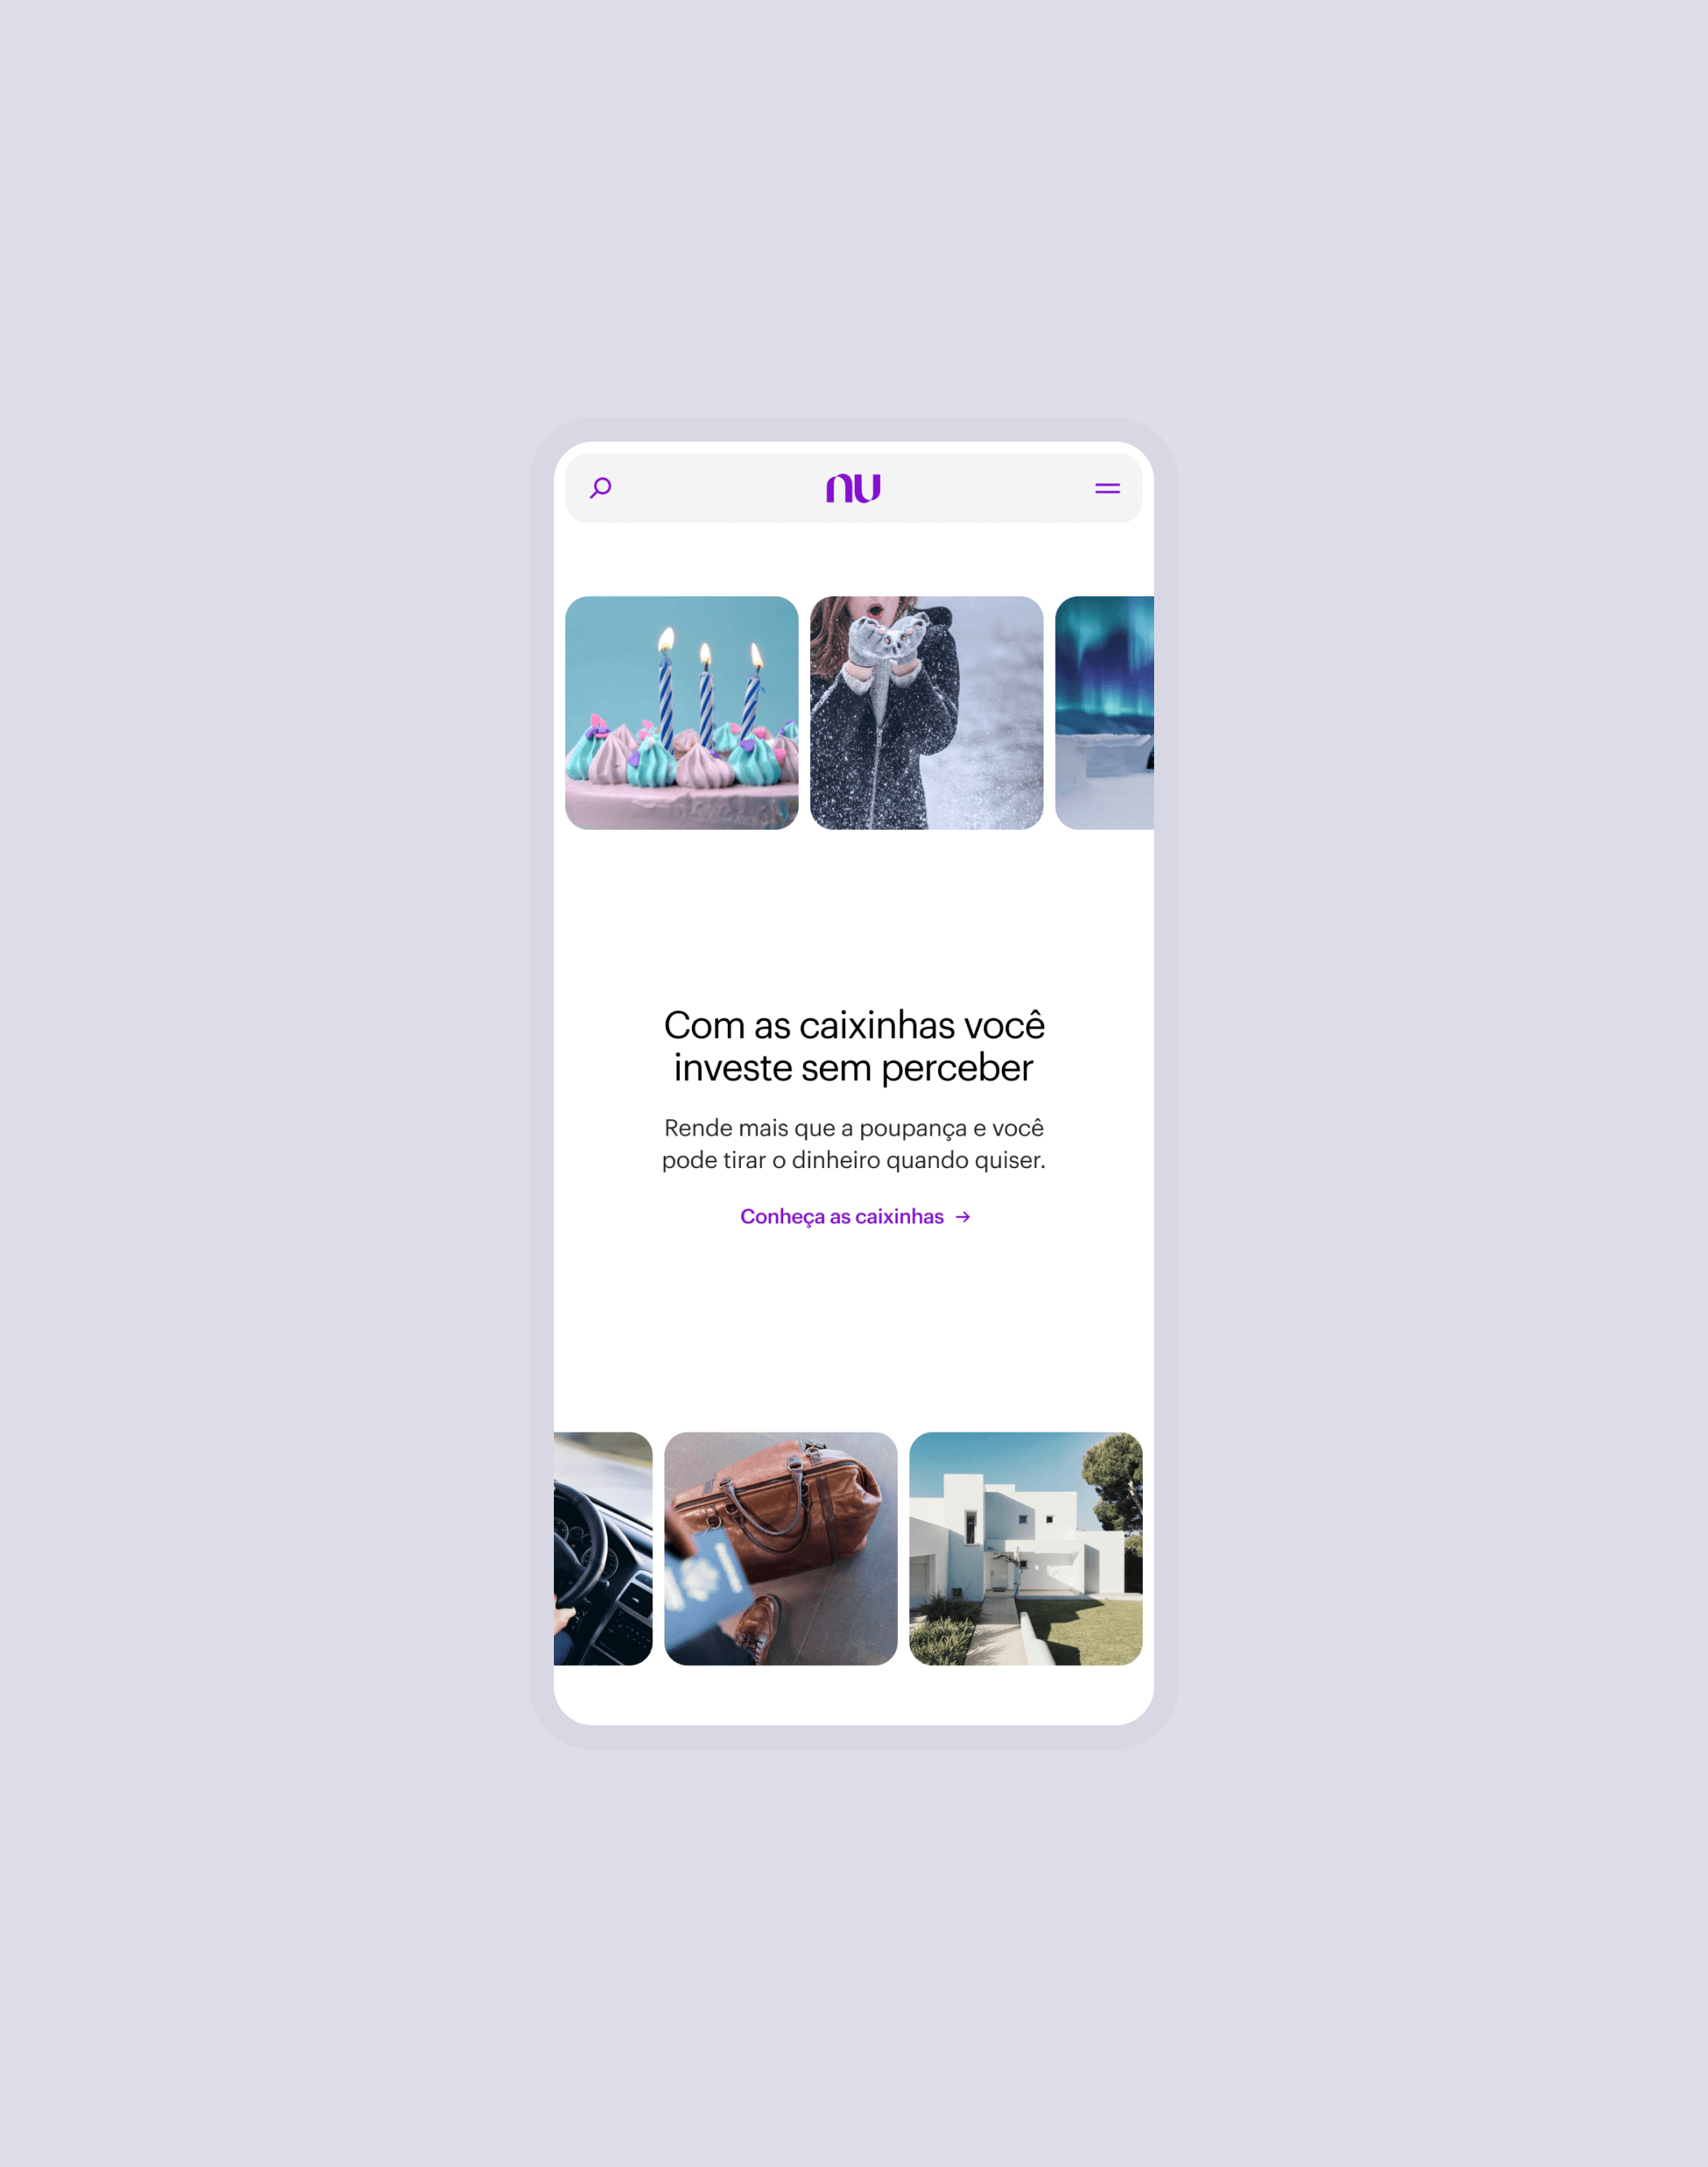 nu
Com as caixinhas você
investe sem perceber
Rende mais que a poupança e você
pode tirar o dinheiro quando quiser.
Conheça as caixinhas →